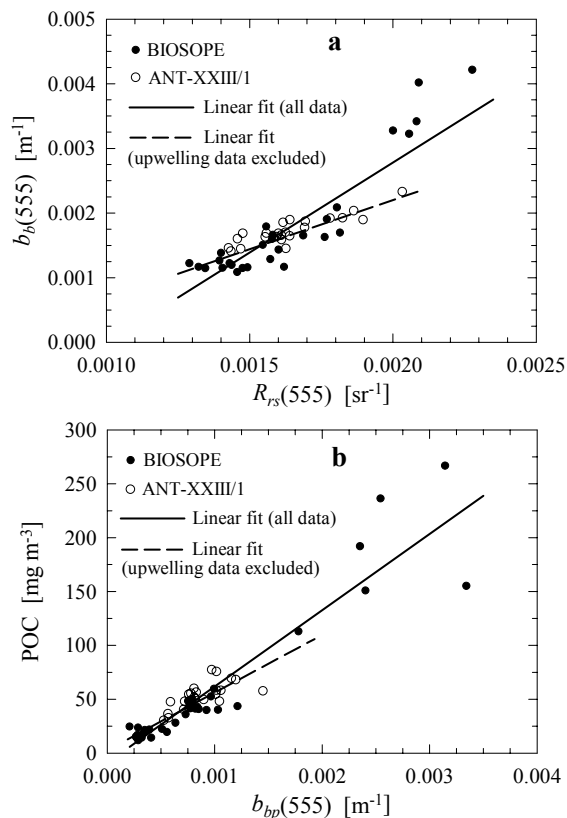 0.005
a
BIOSOPE
ANT-XXIII/1
0.004
Linear fit (all data)
Linear fit
(upwelling data excluded)
0.003
b_b(555) [m⁻¹]
0.002
0.001
0.000
0.0010 0.0015 0.0020 0.0025
R_rs(555) [sr⁻¹]
300
b
BIOSOPE
ANT-XXIII/1
250
Linear fit (all data)
Linear fit
(upwelling data excluded)
200
150
POC [mg m⁻³]
100
50
0
0.000 0.001 0.002 0.003 0.004
b_bp(555) [m⁻¹]